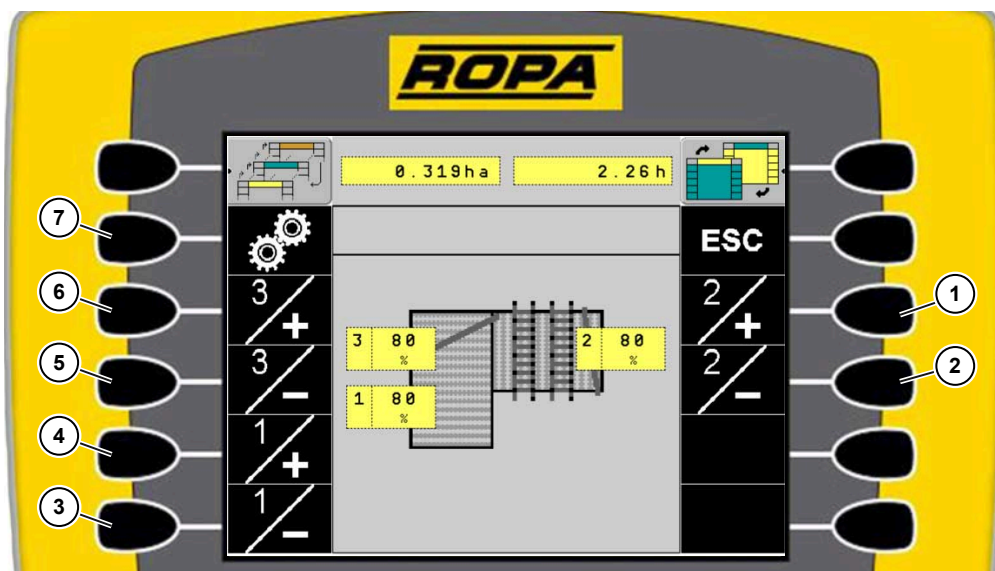 ROPA
0.319ha 2.26h
7
ESC
6
3/+
2/+
1
3 80 %
2 80 %
5
3/-
2/-
2
1 80 %
4
1/+
3
1/-